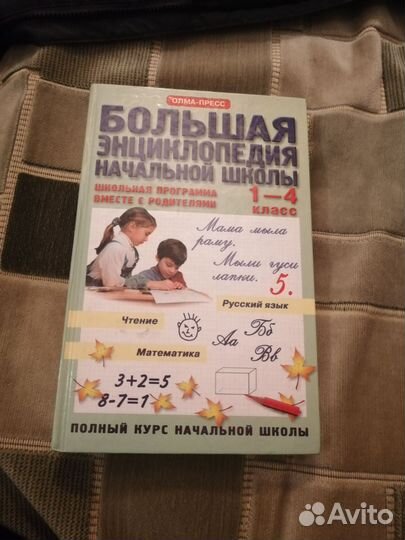 ОЛМА-ПРЕСС
БОЛЬШАЯ
ЭНЦИКЛОПЕДИЯ
НАЧАЛЬНОЙ ШКОЛЫ
ШКОЛЬНАЯ ПРОГРАММА
ВМЕСТЕ С РОДИТЕЛЯМИ
1—4
КЛАСС
Мама мыла
раму.
Мыли гуси
лапки.
5.
Русский язык
Чтение
Аа Бб
Вв
Математика
3+2=5
8-7=1
ПОЛНЫЙ КУРС НАЧАЛЬНОЙ ШКОЛЫ
Avito